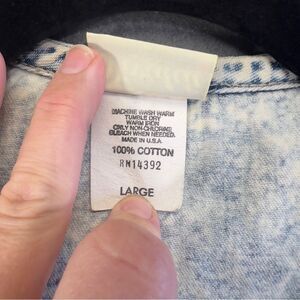 MACHINE WASH WARM
TUMBLE DRY
WARM IRON
ONLY NON-CHLORINE
BLEACH WHEN NEEDED.
MADE IN U.S.A.
100% COTTON
RN14392
LARGE